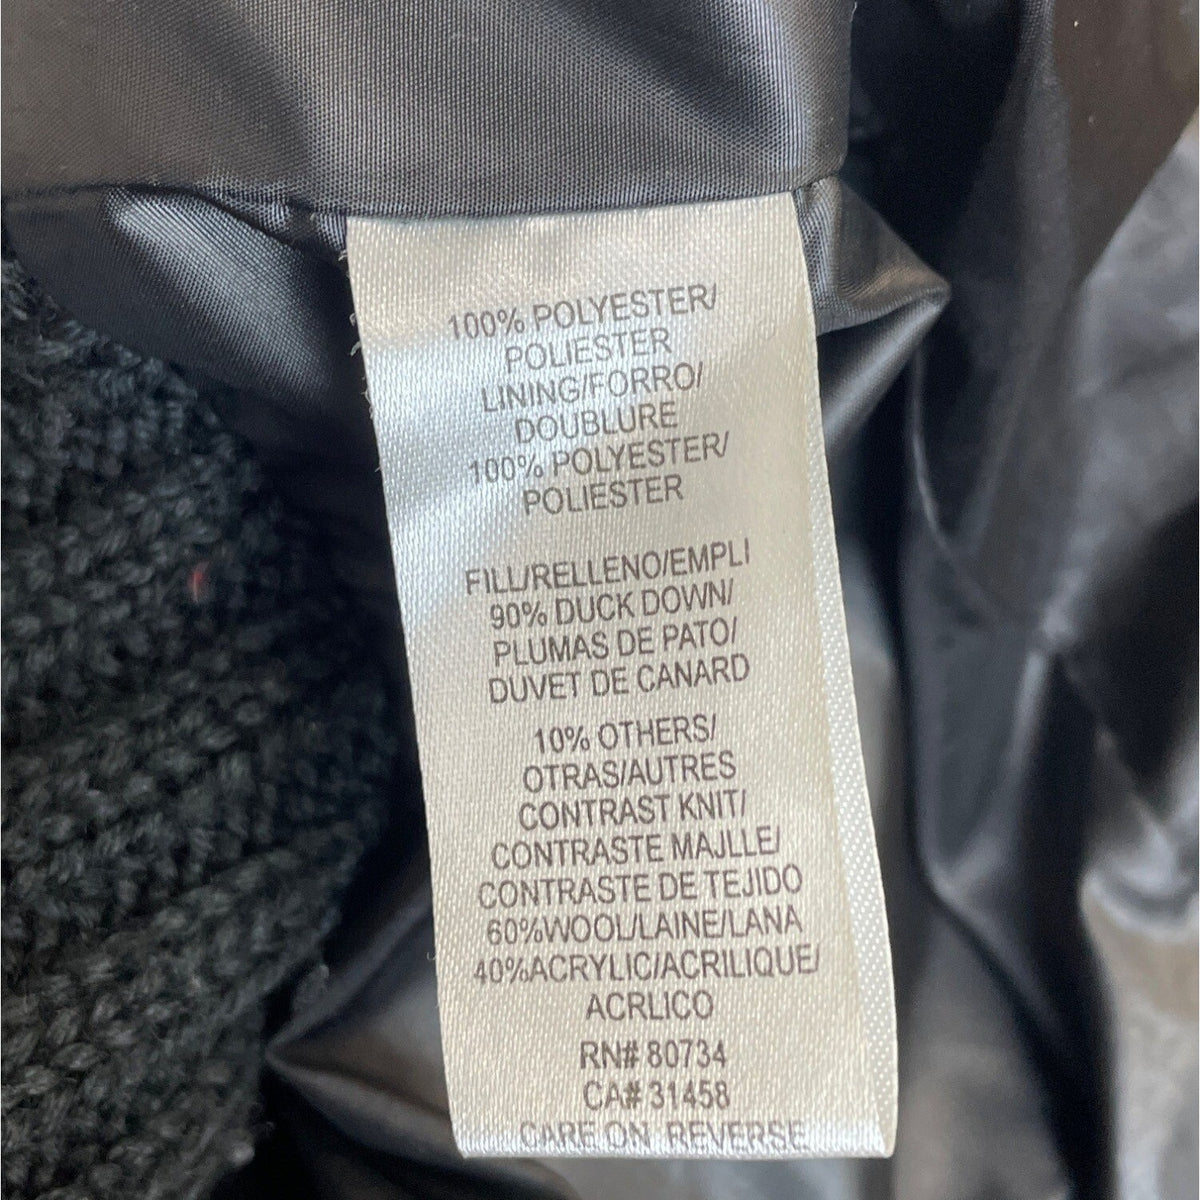 100% POLYESTER/
POLIESTER
LINING/FORRO/
DOUBLURE
100% POLYESTER/
POLIESTER
FILL/RELLENO/EMPLI
90% DUCK DOWN/
PLUMAS DE PATO/
DUVET DE CANARD
10% OTHERS/
OTRAS/AUTRES
CONTRAST KNIT/
CONTRASTE MAJLLE/
CONTRASTE DE TEJIDO
60%WOOL/LAINE/LANA
40%ACRYLIC/ACRILIQUE/
ACRLICO
RN# 80734
CA# 31458
CARE ON REVERSE